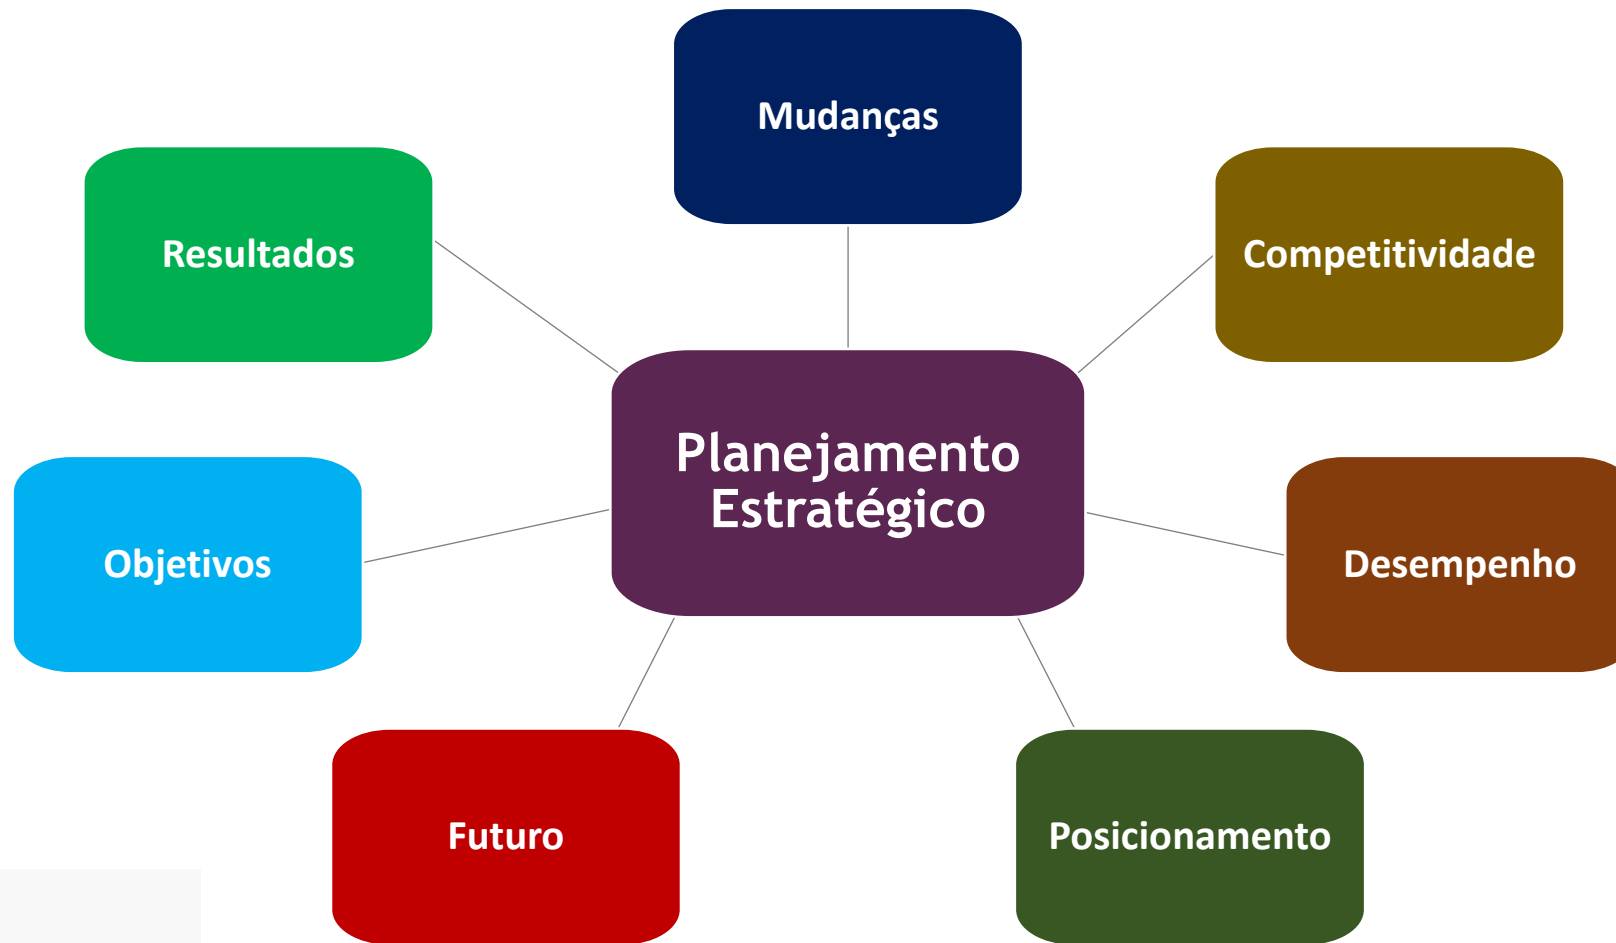 Mudanças
Resultados
Competitividade
Planejamento
Estratégico
Objetivos
Desempenho
Futuro
Posicionamento